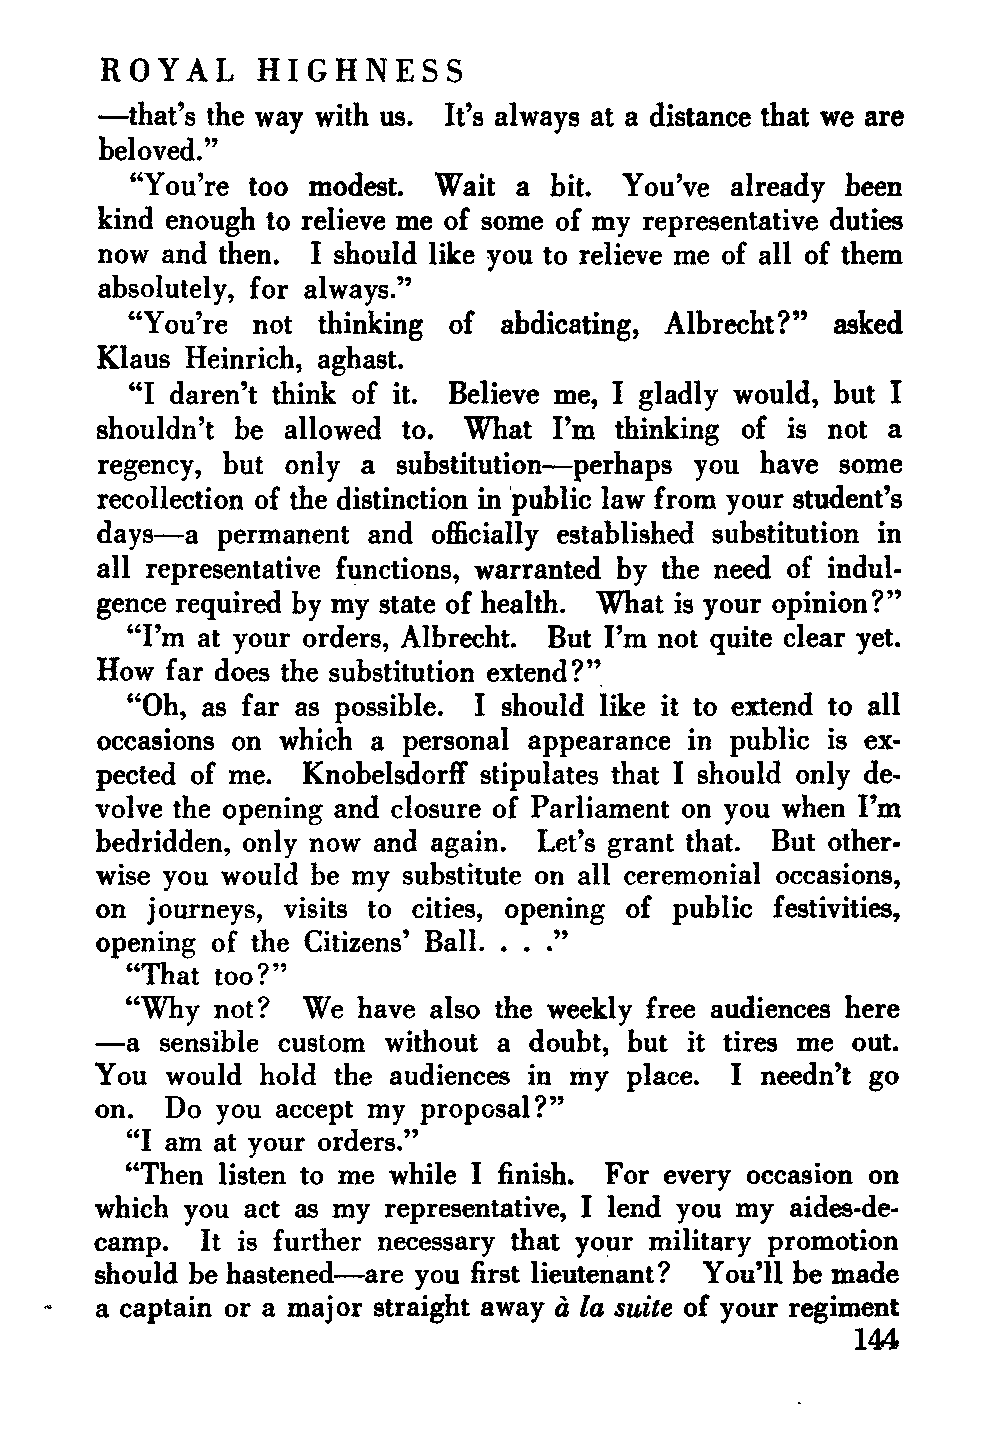 ROYAL HIGHNESS
—that's the way with us. It's always at a distance that we are
beloved."
"You're too modest. Wait a bit. You've already been
kind enough to relieve me of some of my representative duties
now and then. I should like you to relieve me of all of them
absolutely, for always."
"You're not thinking of abdicating, Albrecht?" asked
Klaus Heinrich, aghast.
"I daren't think of it. Believe me, I gladly would, but I
shouldn't be allowed to. What I'm thinking of is not a
regency, but only a substitution—perhaps you have some
recollection of the distinction in public law from your student's
days—a permanent and officially established substitution in
all representative functions, warranted by the need of indul-
gence required by my state of health. What is your opinion?"
"I'm at your orders, Albrecht. But I'm not quite clear yet.
How far does the substitution extend?"
"Oh, as far as possible. I should like it to extend to all
occasions on which a personal appearance in public is ex-
pected of me. Knobelsdorff stipulates that I should only de-
volve the opening and closure of Parliament on you when I'm
bedridden, only now and again. Let's grant that. But other-
wise you would be my substitute on all ceremonial occasions,
on journeys, visits to cities, opening of public festivities,
opening of the Citizens' Ball. . . ."
"That too?"
"Why not? We have also the weekly free audiences here
—a sensible custom without a doubt, but it tires me out.
You would hold the audiences in my place. I needn't go
on. Do you accept my proposal?"
"I am at your orders."
"Then listen to me while I finish. For every occasion on
which you act as my representative, I lend you my aides-de-
camp. It is further necessary that your military promotion
should be hastened—are you first lieutenant? You'll be made
a captain or a major straight away à la suite of your regiment
144